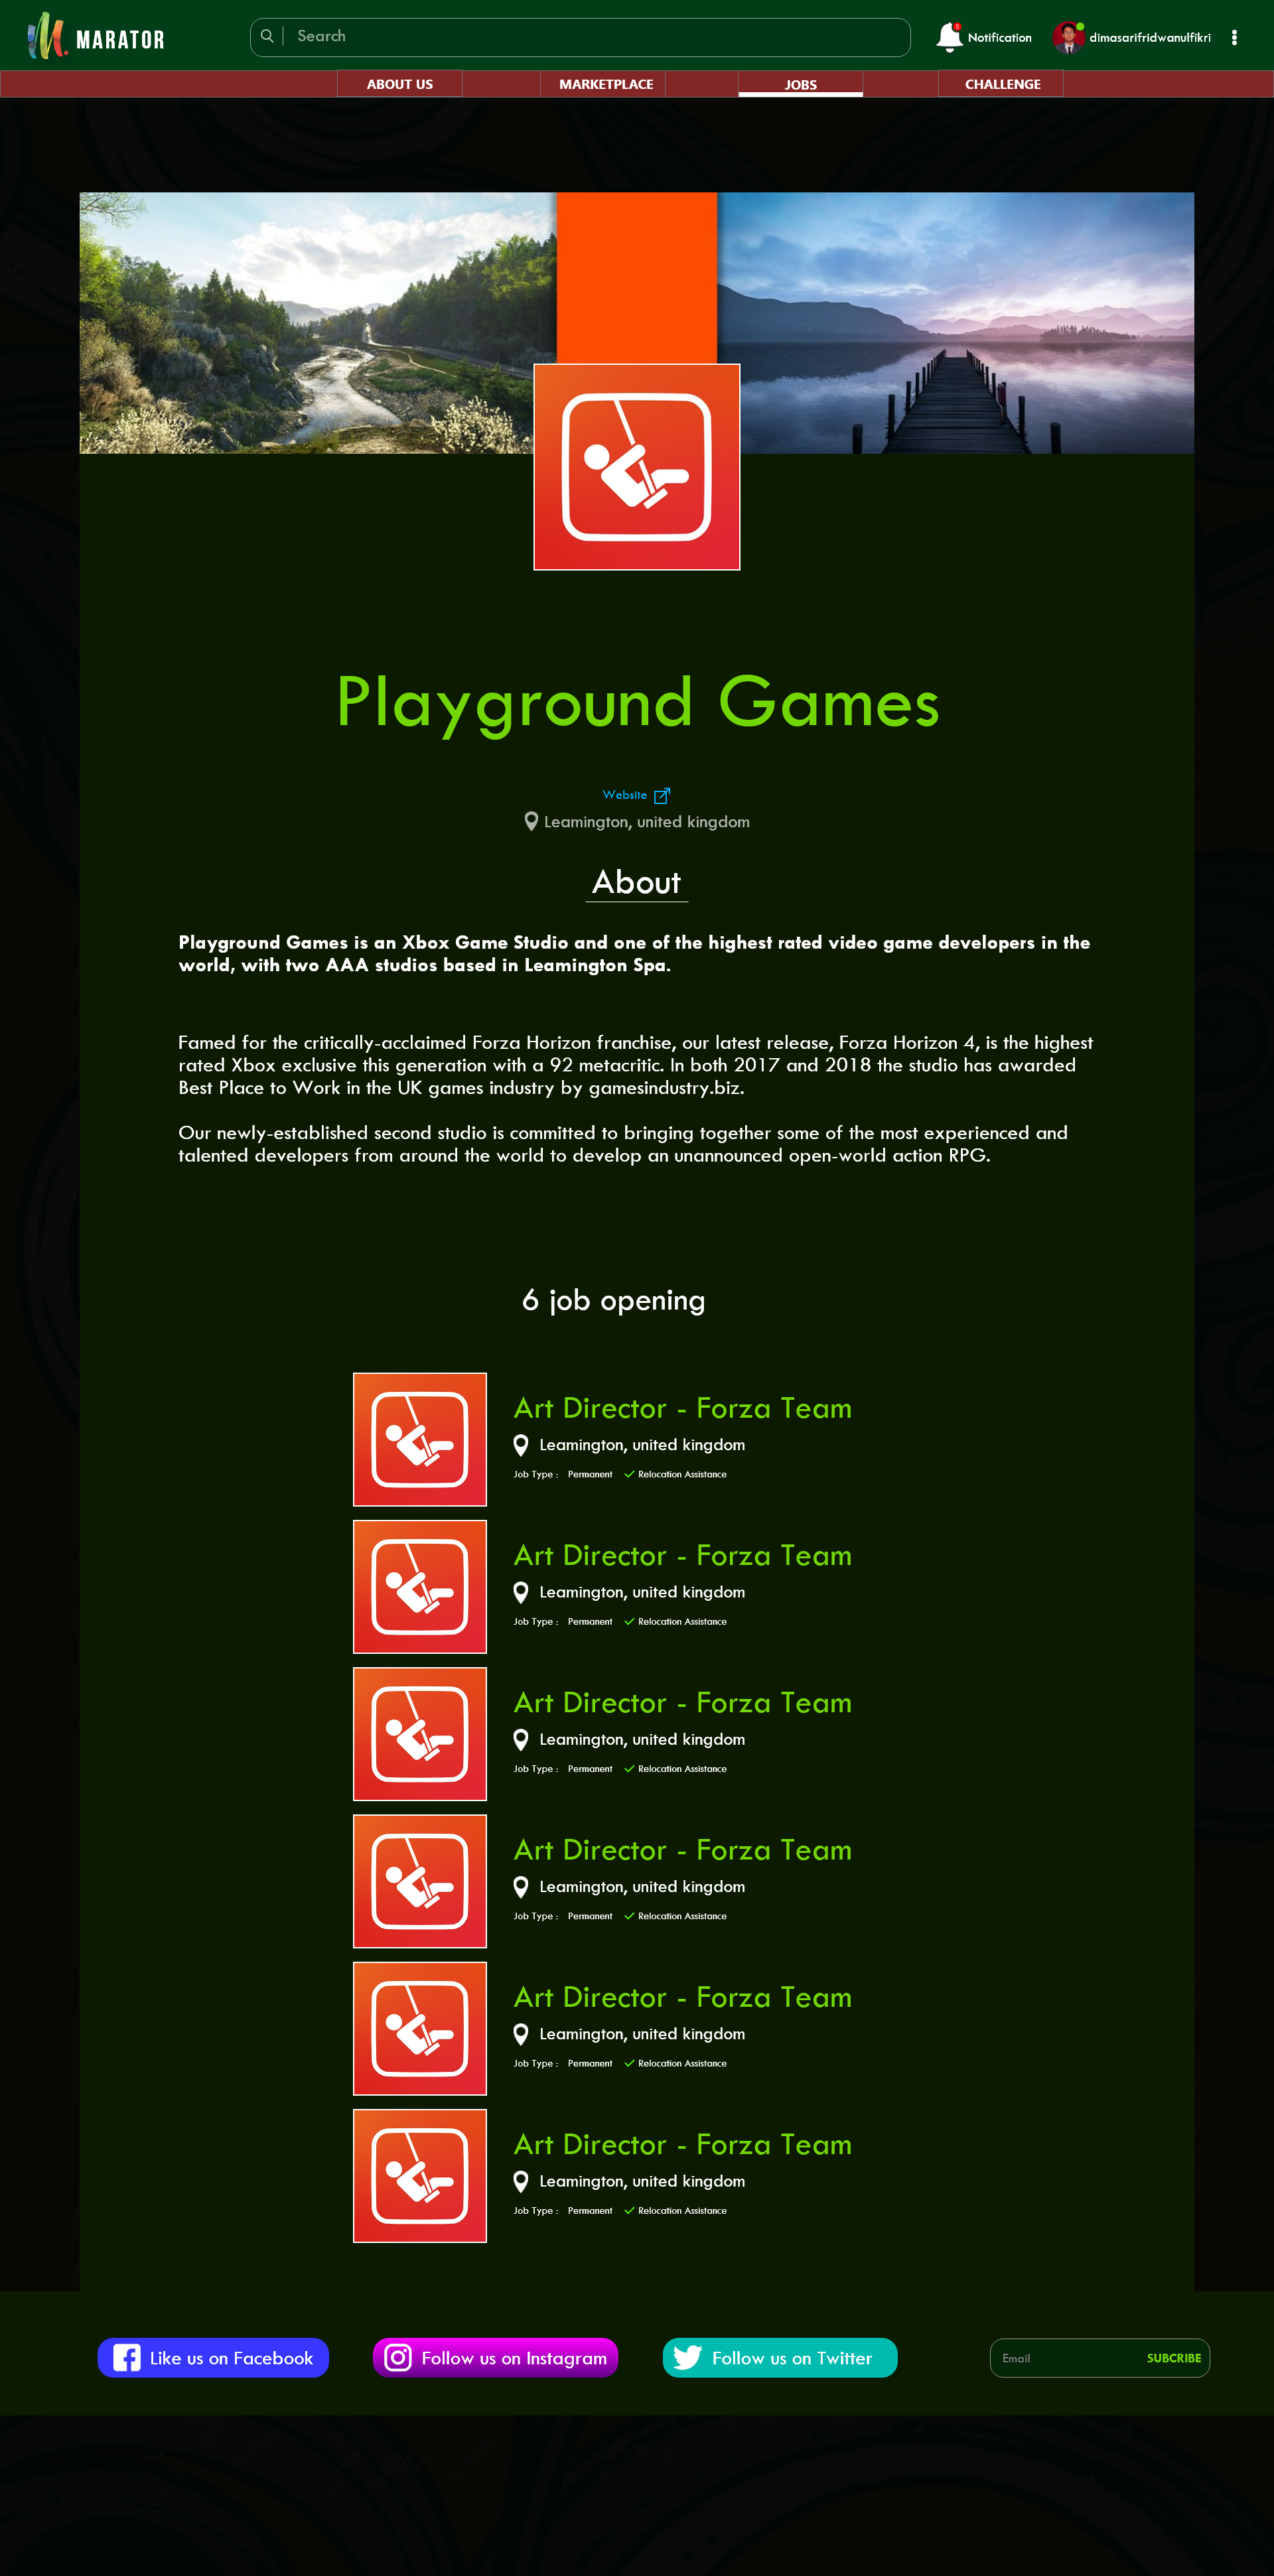 MARATOR
Search
5
Notification
dimasarifridwanulfikri
ABOUT US
MARKETPLACE
JOBS
CHALLENGE
Playground Games
Website
Leamington, united kingdom
About
Playground Games is an Xbox Game Studio and one of the highest rated video game developers in the
world, with two AAA studios based in Leamington Spa.
Famed for the critically-acclaimed Forza Horizon franchise, our latest release, Forza Horizon 4, is the highest
rated Xbox exclusive this generation with a 92 metacritic. In both 2017 and 2018 the studio has awarded
Best Place to Work in the UK games industry by gamesindustry.biz.
Our newly-established second studio is committed to bringing together some of the most experienced and
talented developers from around the world to develop an unannounced open-world action RPG.
6 job opening
Art Director - Forza Team
Leamington, united kingdom
Job Type : Permanent Relocation Assistance
Art Director - Forza Team
Leamington, united kingdom
Job Type : Permanent Relocation Assistance
Art Director - Forza Team
Leamington, united kingdom
Job Type : Permanent Relocation Assistance
Art Director - Forza Team
Leamington, united kingdom
Job Type : Permanent Relocation Assistance
Art Director - Forza Team
Leamington, united kingdom
Job Type : Permanent Relocation Assistance
Art Director - Forza Team
Leamington, united kingdom
Job Type : Permanent Relocation Assistance
Like us on Facebook
Follow us on Instagram
Follow us on Twitter
Email
SUBCRIBE